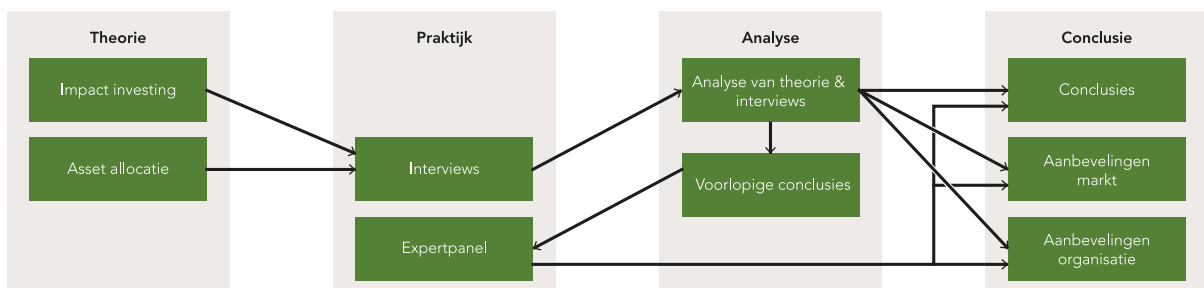 Theorie
Impact investing
Asset allocatie
Praktijk
Interviews
Expertpanel
Analyse
Analyse van theorie &
interviews
Voorlopige conclusies
Conclusie
Conclusies
Aanbevelingen
markt
Aanbevelingen
organisatie